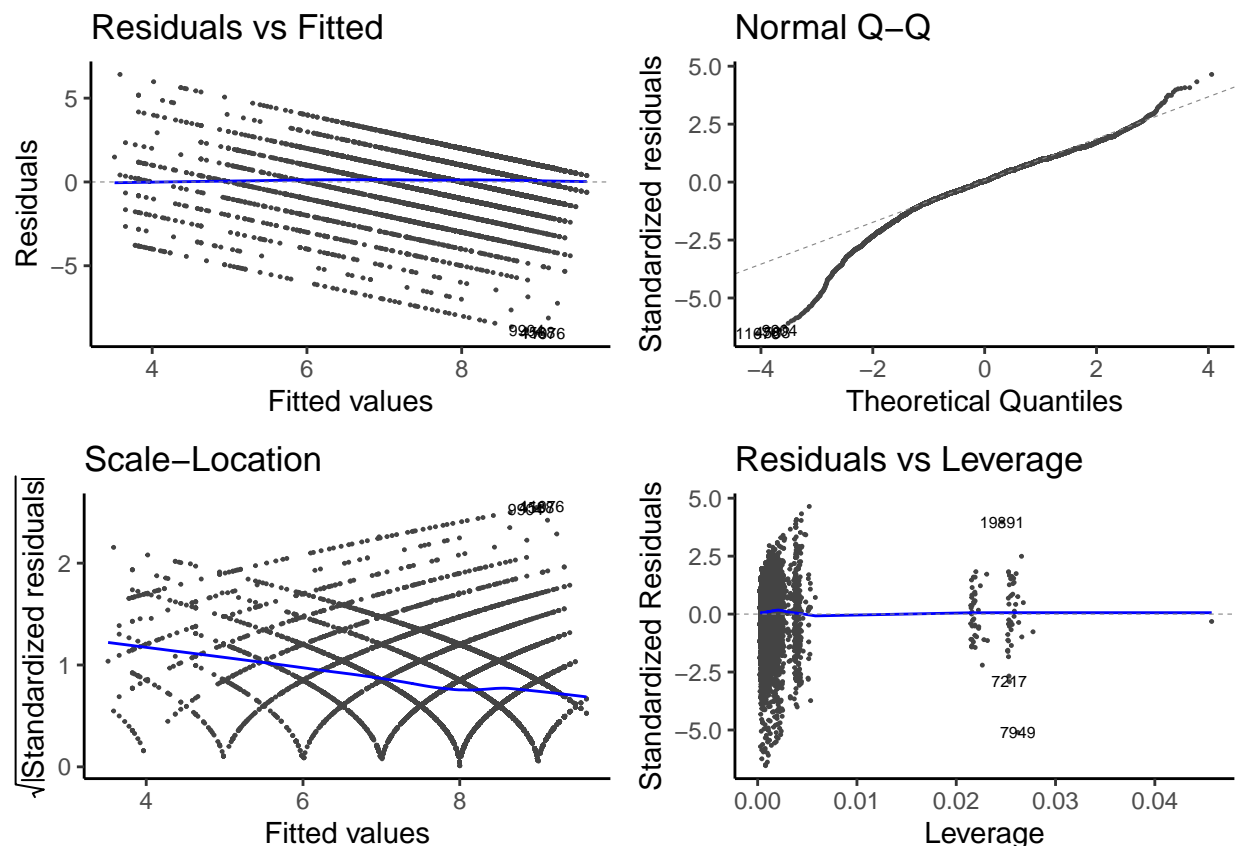 Residuals vs Fitted
Residuals
5
0
−5
4
6
8
Fitted values
Normal Q−Q
Standardized residuals
5.0
2.5
0.0
−2.5
−5.0
−4
−2
0
2
4
Theoretical Quantiles
Scale−Location
√|Standardized residuals|
2
1
0
4
6
8
Fitted values
Residuals vs Leverage
Standardized Residuals
5.0
2.5
0.0
−2.5
−5.0
19891
7217
7949
0.00
0.01
0.02
0.03
0.04
Leverage